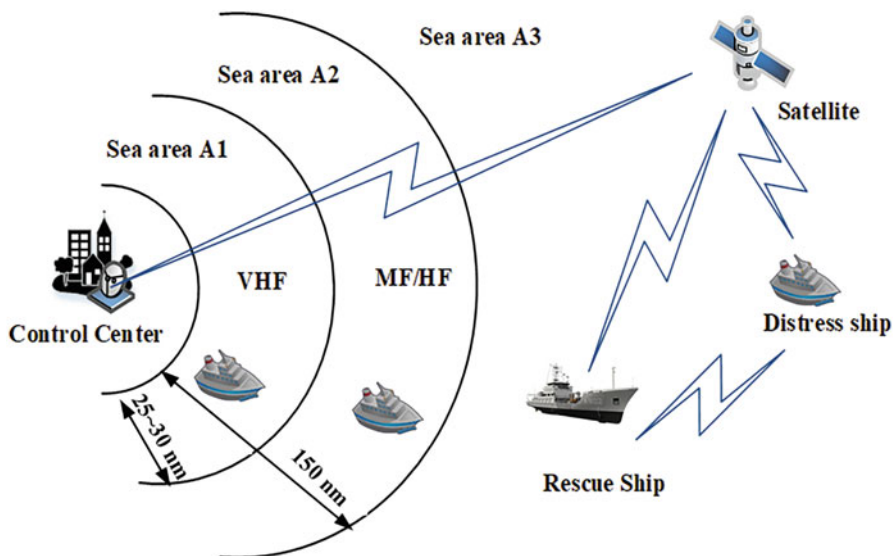 Sea area A3
Sea area A2
Sea area A1
Satellite
VHF
MF/HF
Control Center
Distress ship
25~30 nm
150 nm
Rescue Ship